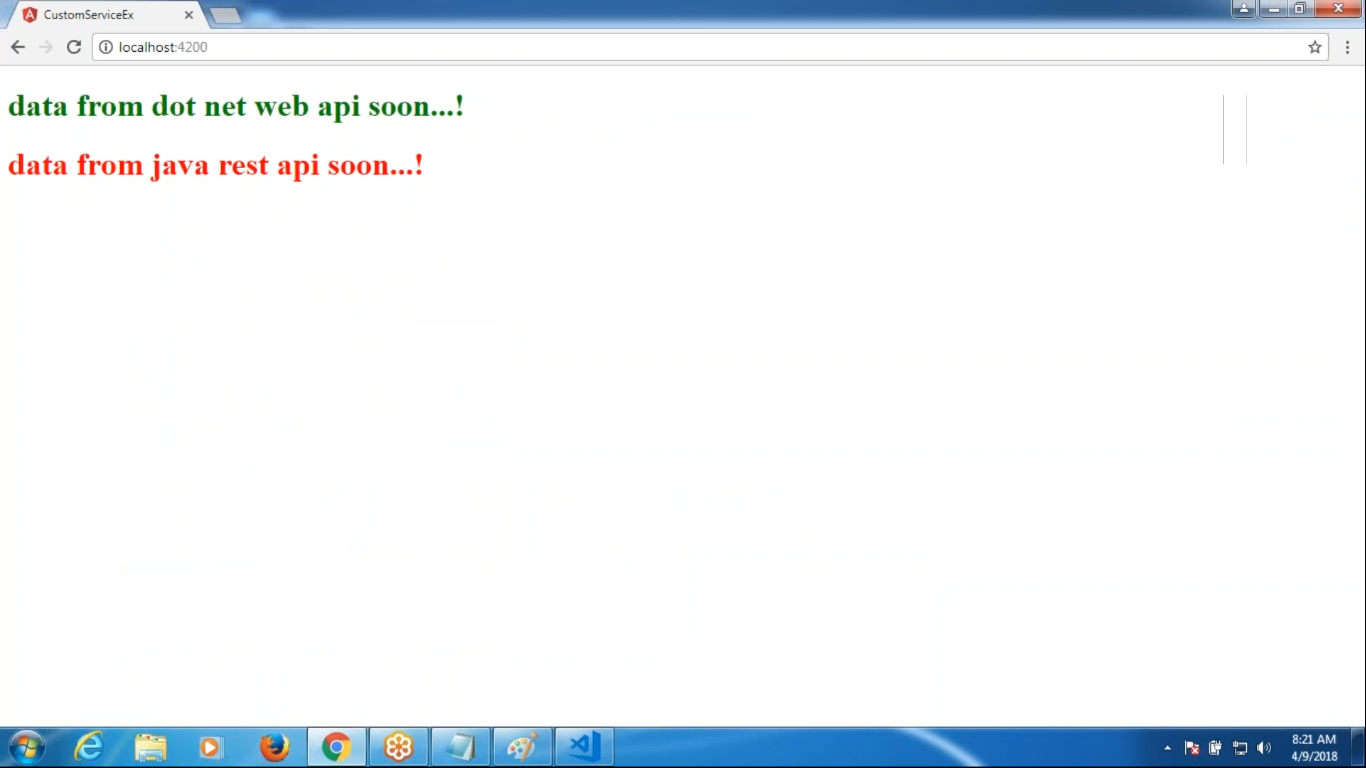 CustomServiceEx
localhost:4200
data from dot net web api soon...!
data from java rest api soon...!
8:21 AM
4/9/2018